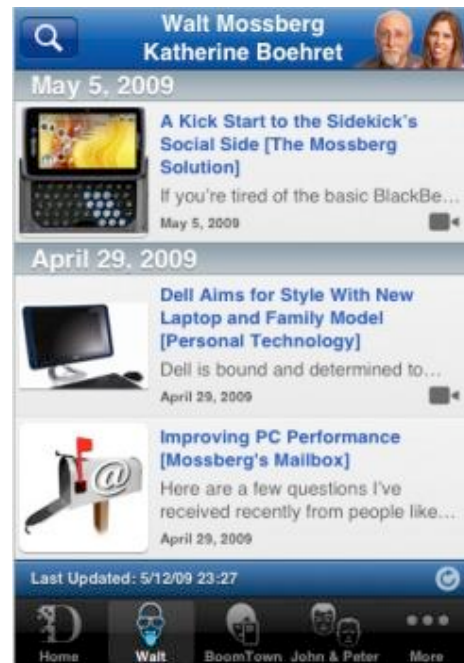 Walt Mossberg
Katherine Boehret
May 5, 2009
A Kick Start to the Sidekick's
Social Side [The Mossberg
Solution]
If you're tired of the basic BlackBe...
May 5, 2009
April 29, 2009
Dell Aims for Style With New
Laptop and Family Model
[Personal Technology]
Dell is bound and determined to...
April 29, 2009
@
Improving PC Performance
[Mossberg's Mailbox]
Here are a few questions I've
received recently from people like...
April 29, 2009
Last Updated: 5/12/09 23:27
Home Walt BoomTown John & Peter More